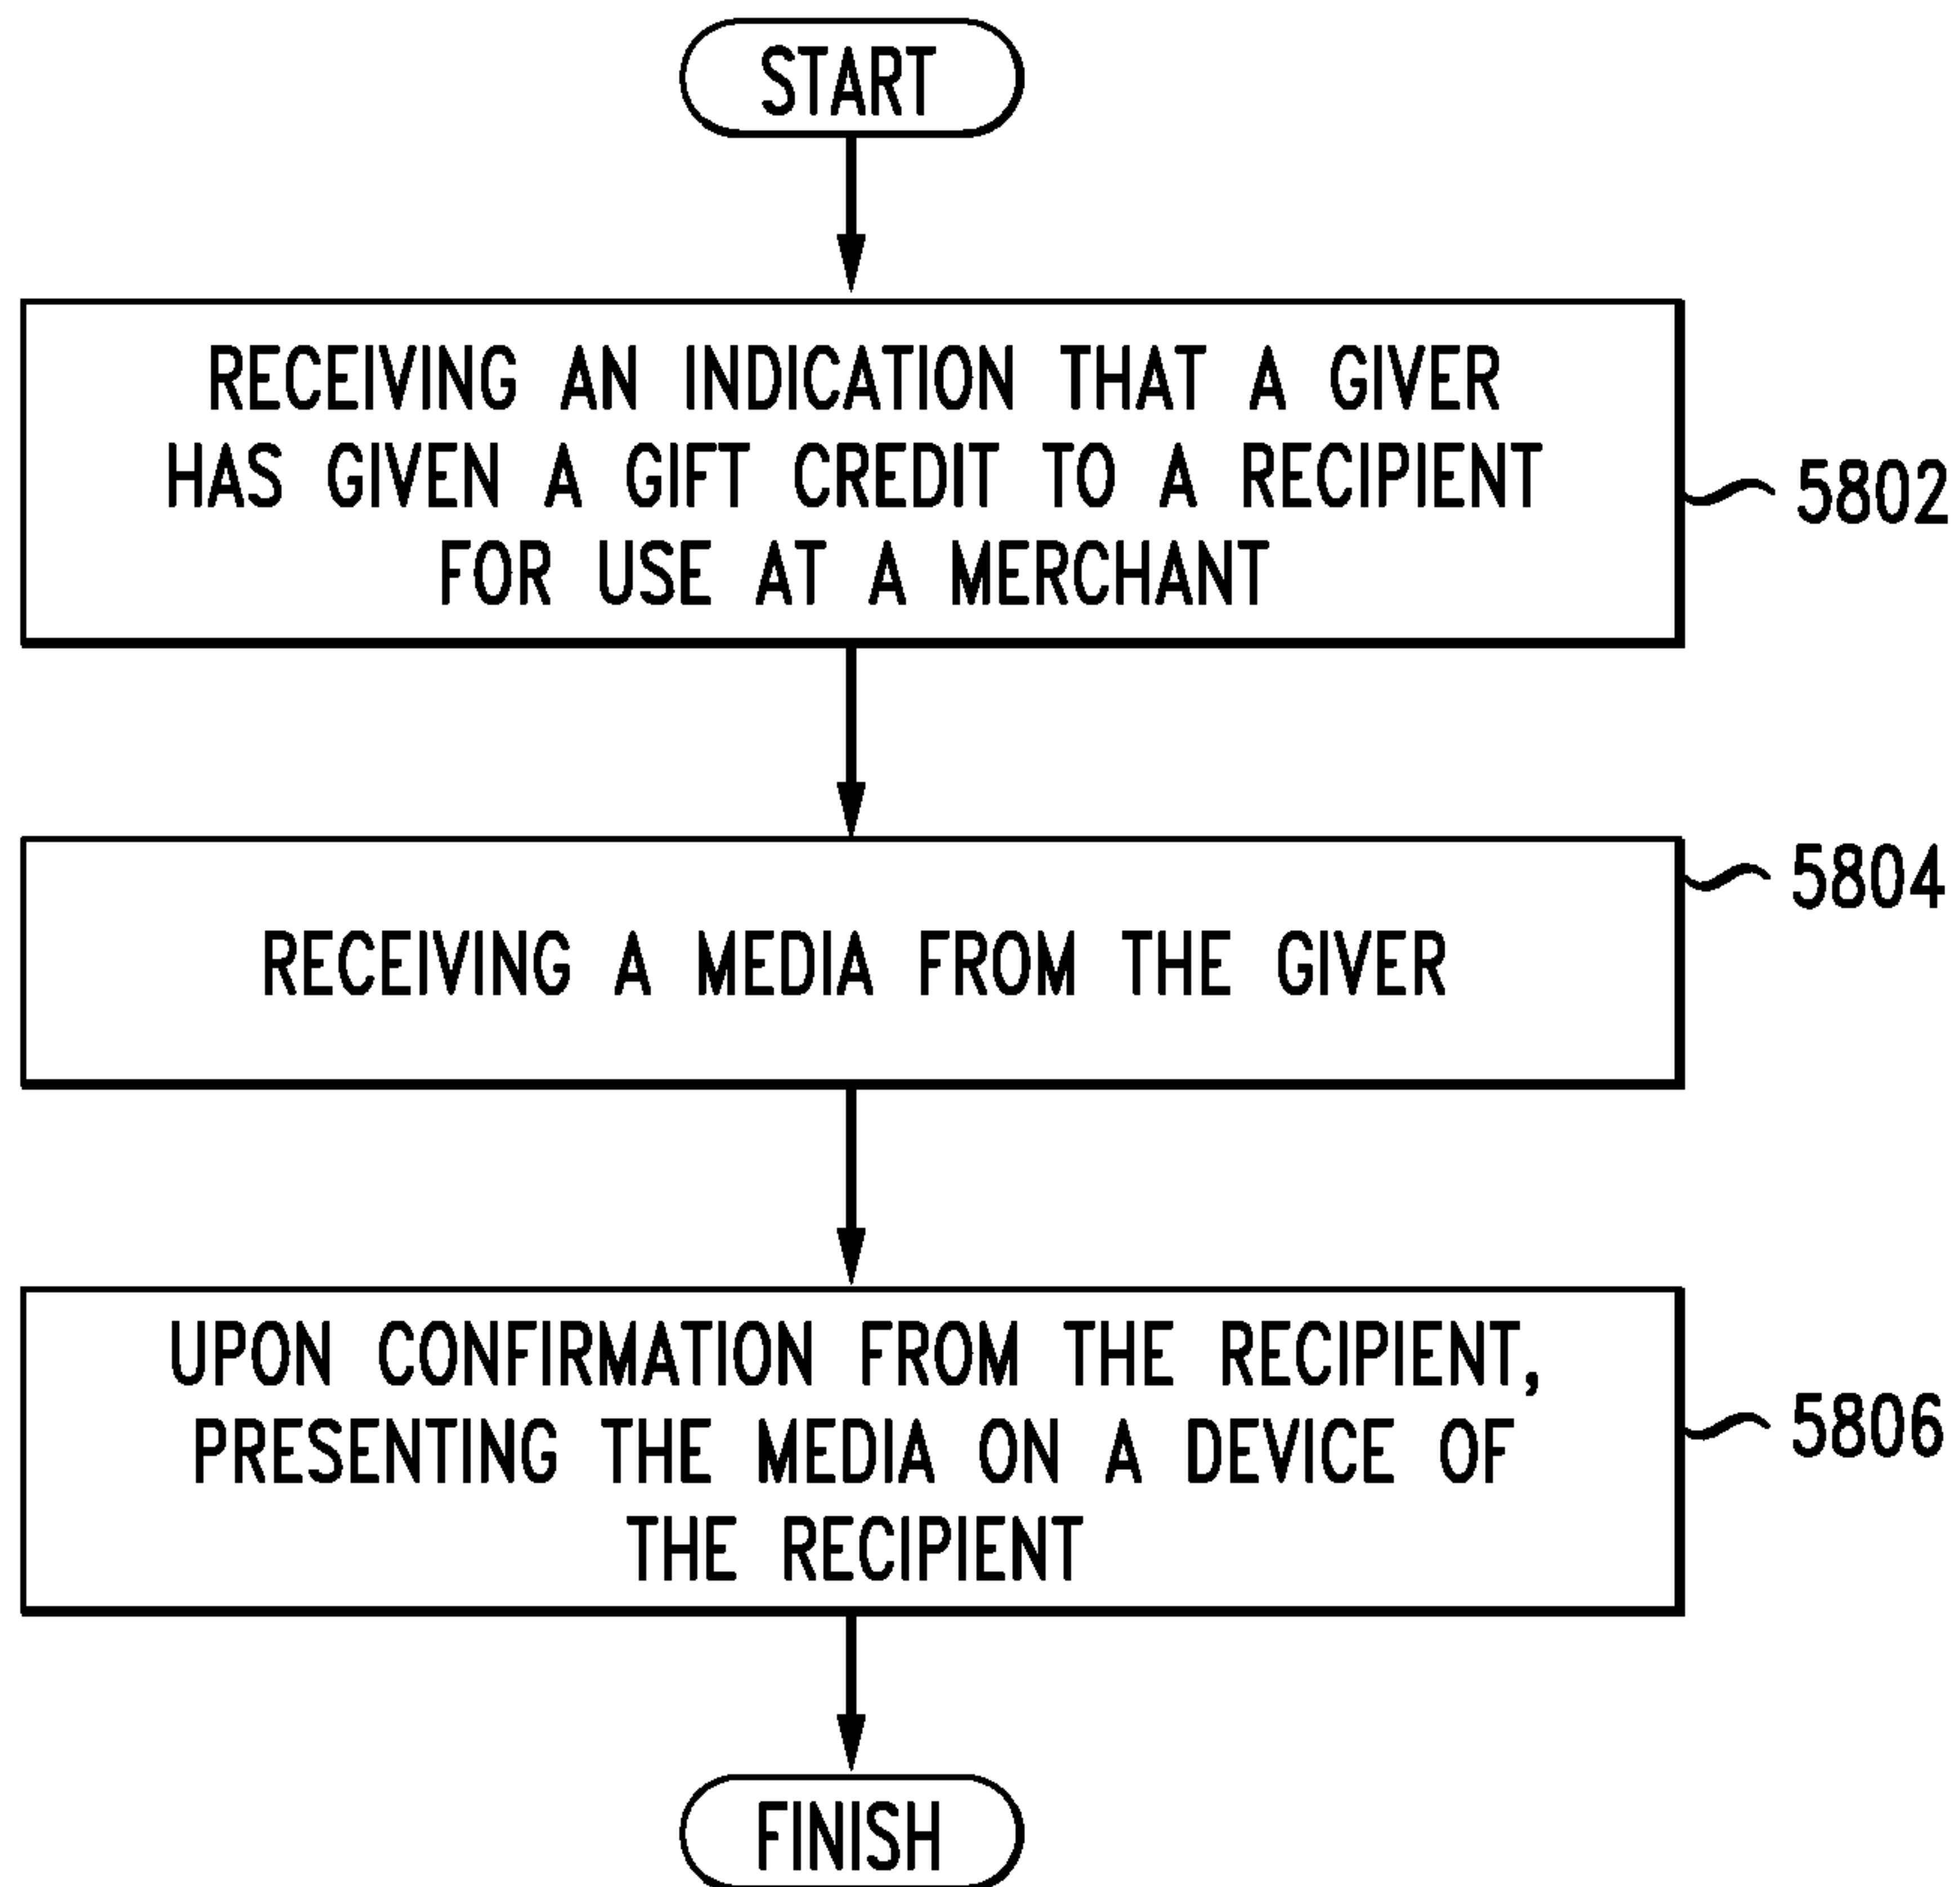 START
RECEIVING AN INDICATION THAT A GIVER
HAS GIVEN A GIFT CREDIT TO A RECIPIENT
FOR USE AT A MERCHANT
5802
5804
RECEIVING A MEDIA FROM THE GIVER
UPON CONFIRMATION FROM THE RECIPIENT,
PRESENTING THE MEDIA ON A DEVICE OF
THE RECIPIENT
5806
FINISH